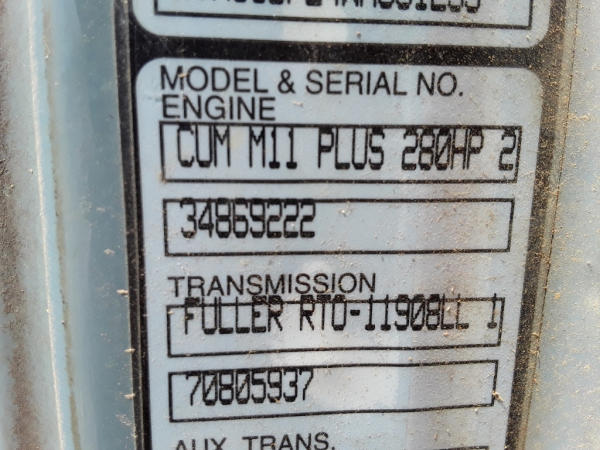 MODEL & SERIAL NO.
ENGINE
CUM M11 PLUS 280HP 2
34869222
TRANSMISSION
FULLER RTO-11908LL 1
70805937
AUX. TRANS.